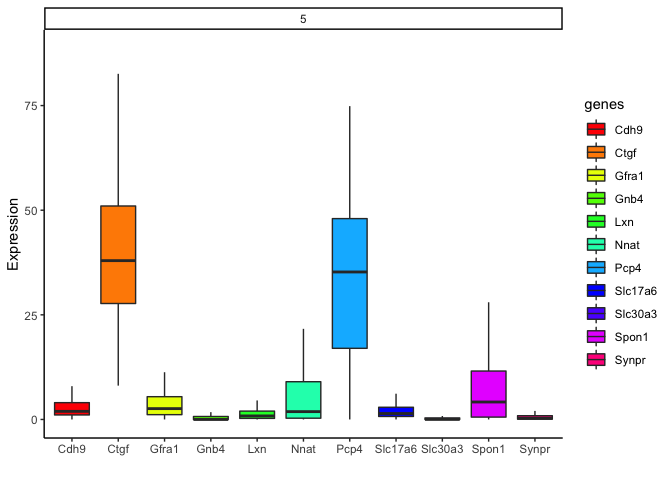 5
75
50
25
0
Expression
Cdh9 Ctgf Gfra1 Gnb4 Lxn Nnat Pcp4 Slc17a6 Slc30a3 Spon1 Synpr
genes
Cdh9
Ctgf
Gfra1
Gnb4
Lxn
Nnat
Pcp4
Slc17a6
Slc30a3
Spon1
Synpr